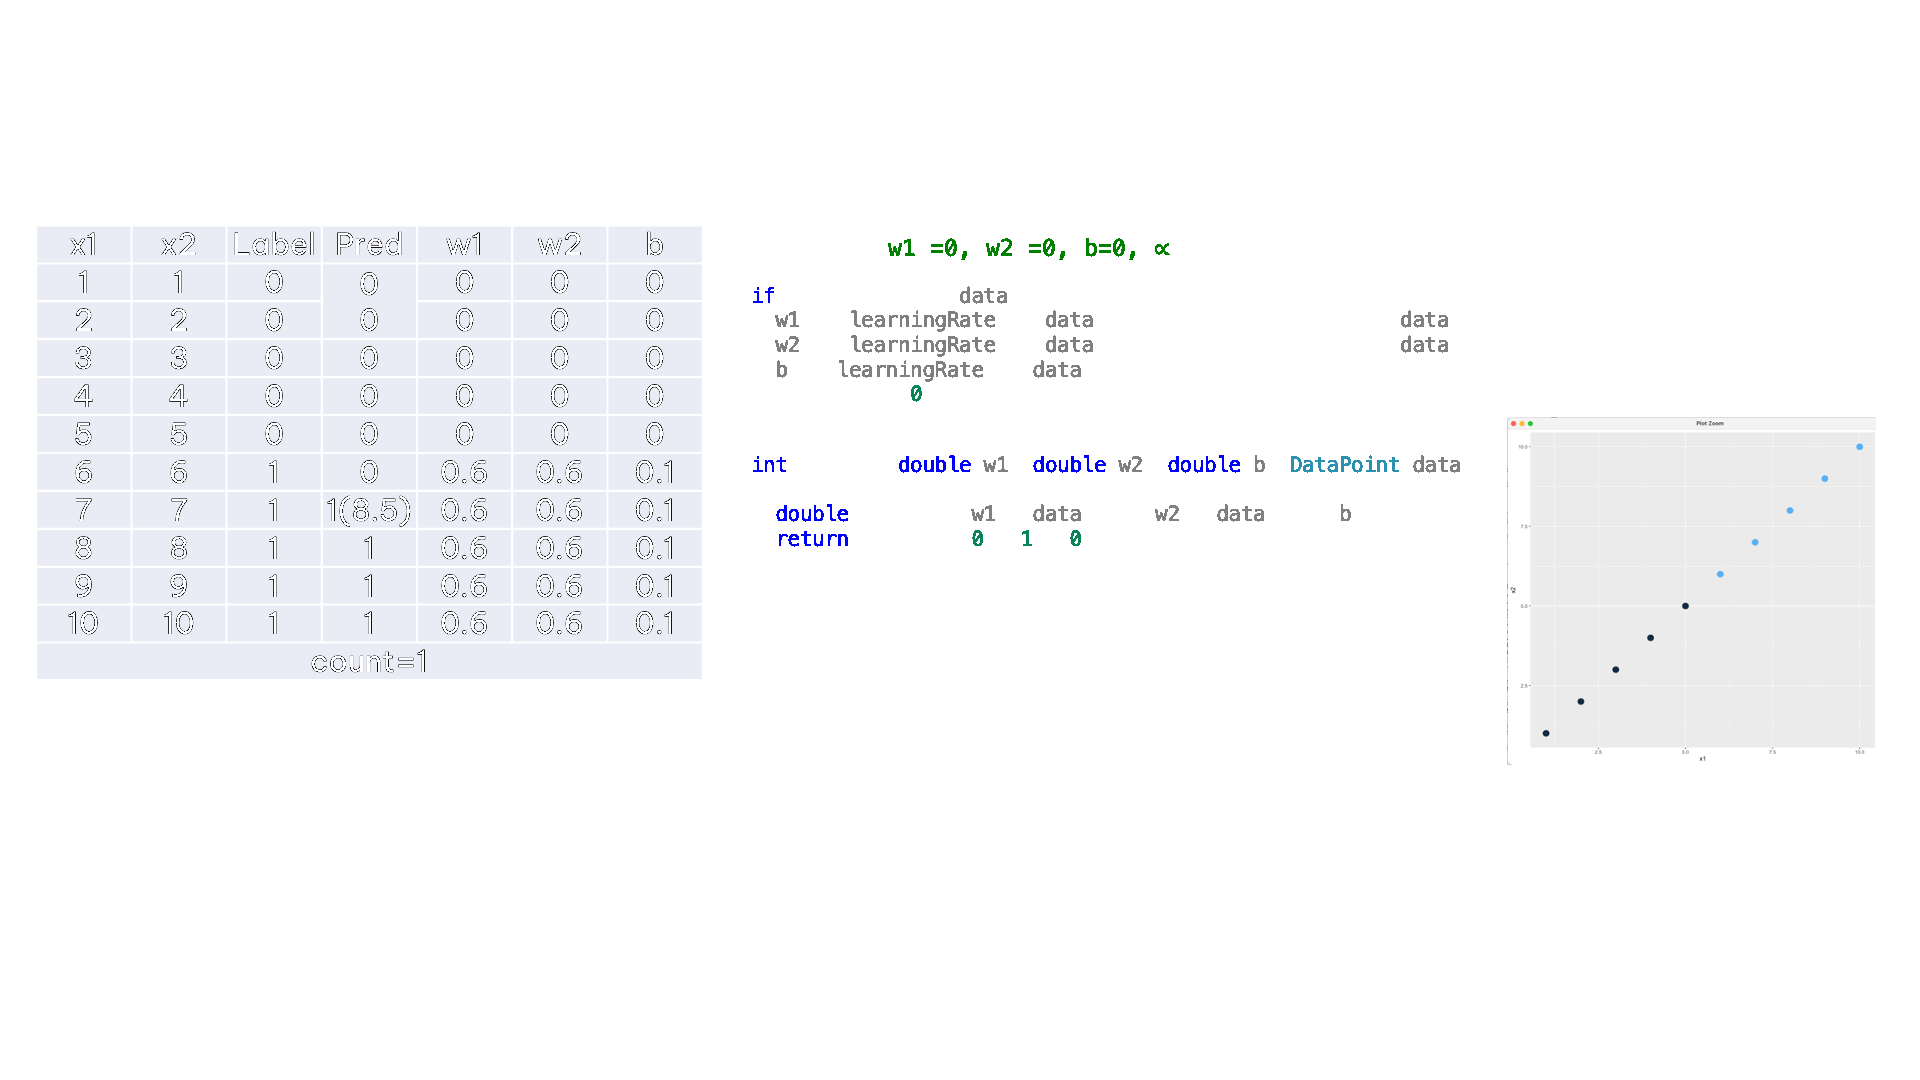 x1 x2 Label Pred w1 w2 b
1 1 0 0 0 0 0
2 2 0 0 0 0 0
3 3 0 0 0 0 0
4 4 0 0 0 0 0
5 5 0 0 0 0 0
6 6 1 0 0.6 0.6 0.1
7 7 1 1(8.5) 0.6 0.6 0.1
8 8 1 1 0.6 0.6 0.1
9 9 1 1 0.6 0.6 0.1
10 10 1 1 0.6 0.6 0.1
count=1
w1 =0, w2 =0, b=0, ∝
if data
w1 learningRate data data
w2 learningRate data data
b learningRate data
0
int double w1 double w2 double b DataPoint data
double w1 data w2 data b
return 0 1 0
Plot Zoom
10.0
7.5
5.0
2.5
x2
2.5 5.0 7.5 10.0
x1